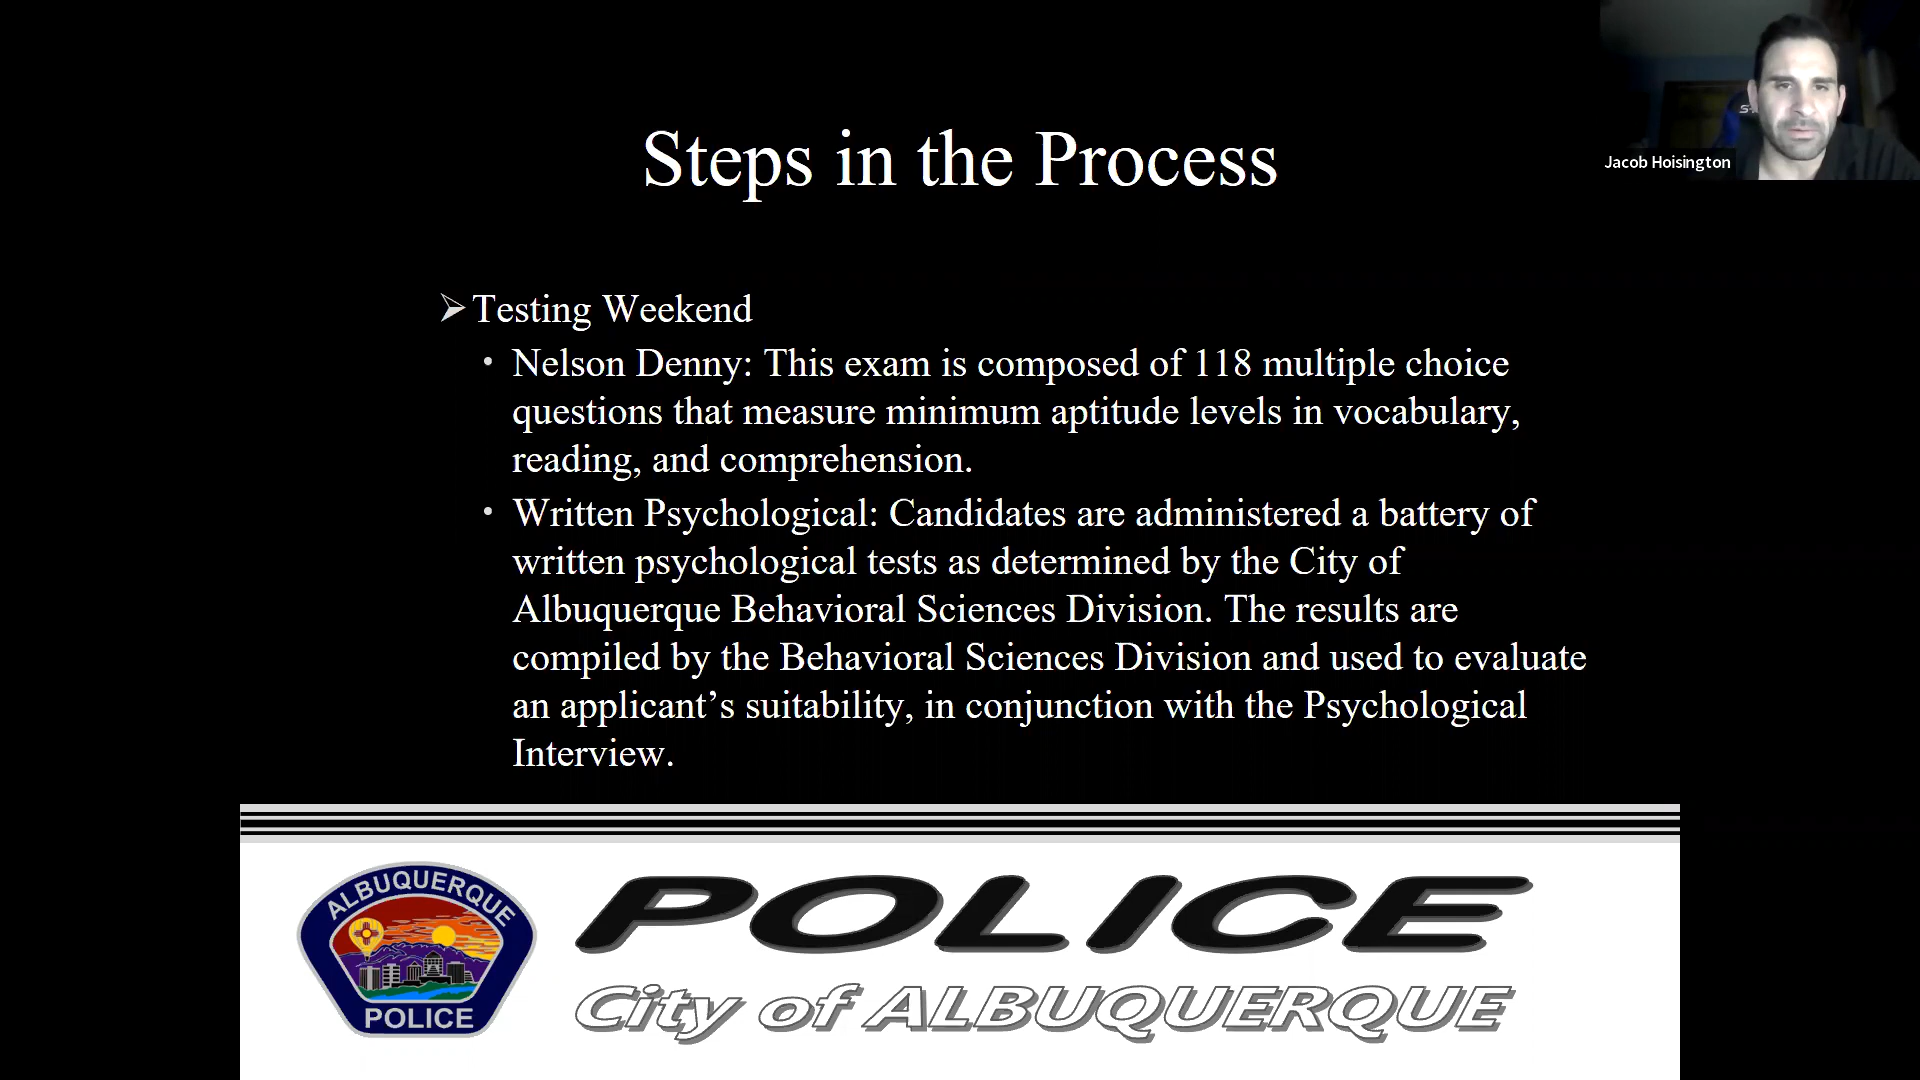 Steps in the Process
Jacob Hoisington
➢Testing Weekend
• Nelson Denny: This exam is composed of 118 multiple choice
questions that measure minimum aptitude levels in vocabulary,
reading, and comprehension.
• Written Psychological: Candidates are administered a battery of
written psychological tests as determined by the City of
Albuquerque Behavioral Sciences Division. The results are
compiled by the Behavioral Sciences Division and used to evaluate
an applicant’s suitability, in conjunction with the Psychological
Interview.
ALBUQUERQUE
POLICE
POLICE
City of ALBUQUERQUE